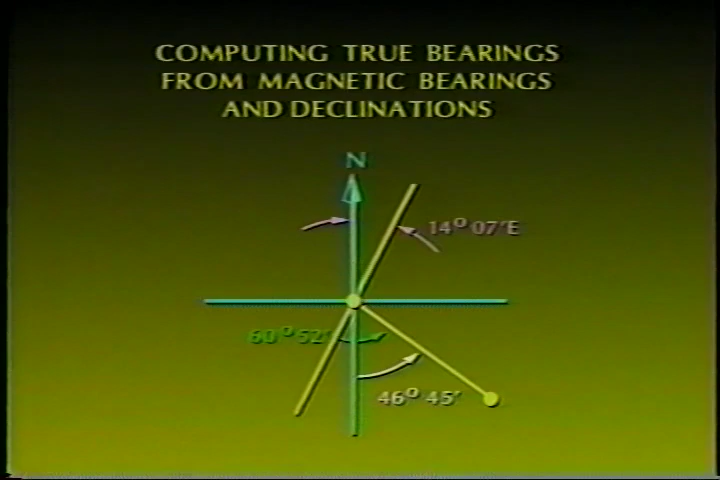 COMPUTING TRUE BEARINGS
FROM MAGNETIC BEARINGS
AND DECLINATIONS
N
14° 07'E
60° 52'
46° 45'